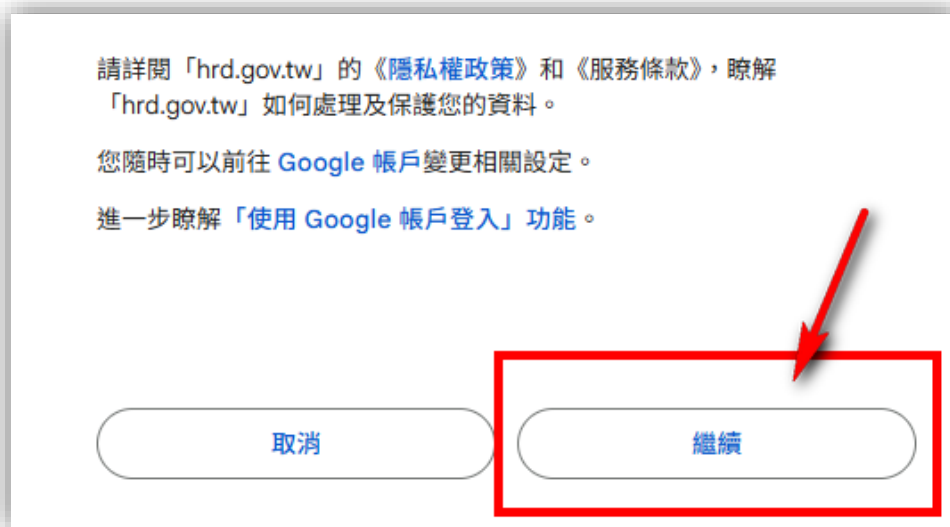 請詳閱「hrd.gov.tw」的《隱私權政策》和《服務條款》，瞭解
「hrd.gov.tw」如何處理及保護您的資料。
您隨時可以前往 Google 帳戶變更相關設定。
進一步瞭解「使用 Google 帳戶登入」功能。
取消
繼續